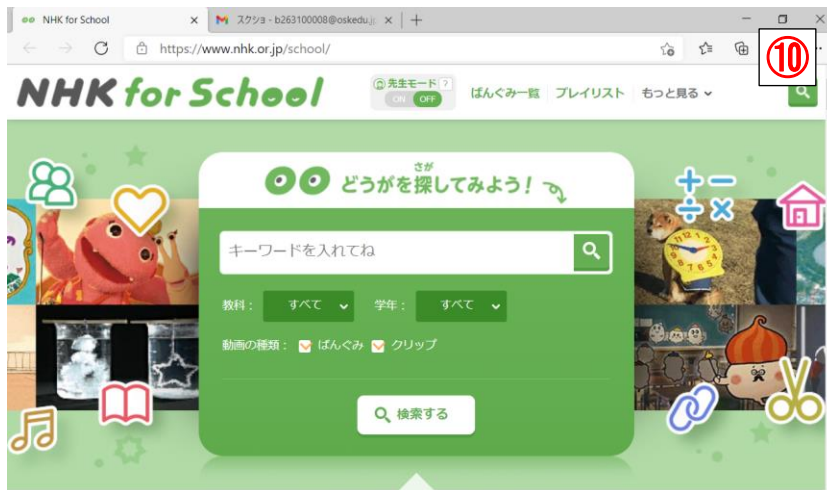 NHK for School
スクショ - b263100008@oskedu.j
https://www.nhk.or.jp/school/
⑩
NHK for School
先生モード ?
ON OFF
ばんぐみ一覧 プレイリスト もっと見る
さが
どうがを探してみよう!
キーワードを入れてね
教科: すべて 学年: すべて
動画の種類: ばんぐみ クリップ
検索する